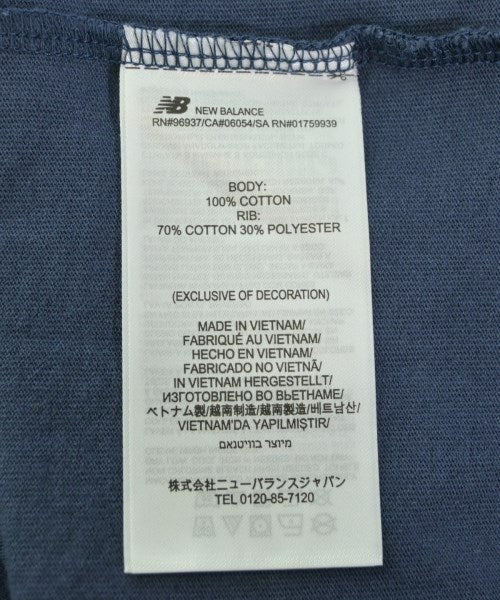 NB NEW BALANCE
RN#96937/CA#06054/SA RN#01759939
BODY:
100% COTTON
RIB:
70% COTTON 30% POLYESTER
(EXCLUSIVE OF DECORATION)
MADE IN VIETNAM/
FABRIQUÉ AU VIETNAM/
HECHO EN VIETNAM/
FABRICADO NO VIETNÃ/
IN VIETNAM HERGESTELLT/
ИЗГОТОВЛЕНО ВО ВЬЕТНАМЕ/
ベトナム製/越南制造/越南製造/베트남산/
VIETNAM'DA YAPILMIŞTIR/
מיוצר בוויטנאם
株式会社ニューバランスジャパン
TEL 0120-85-7120